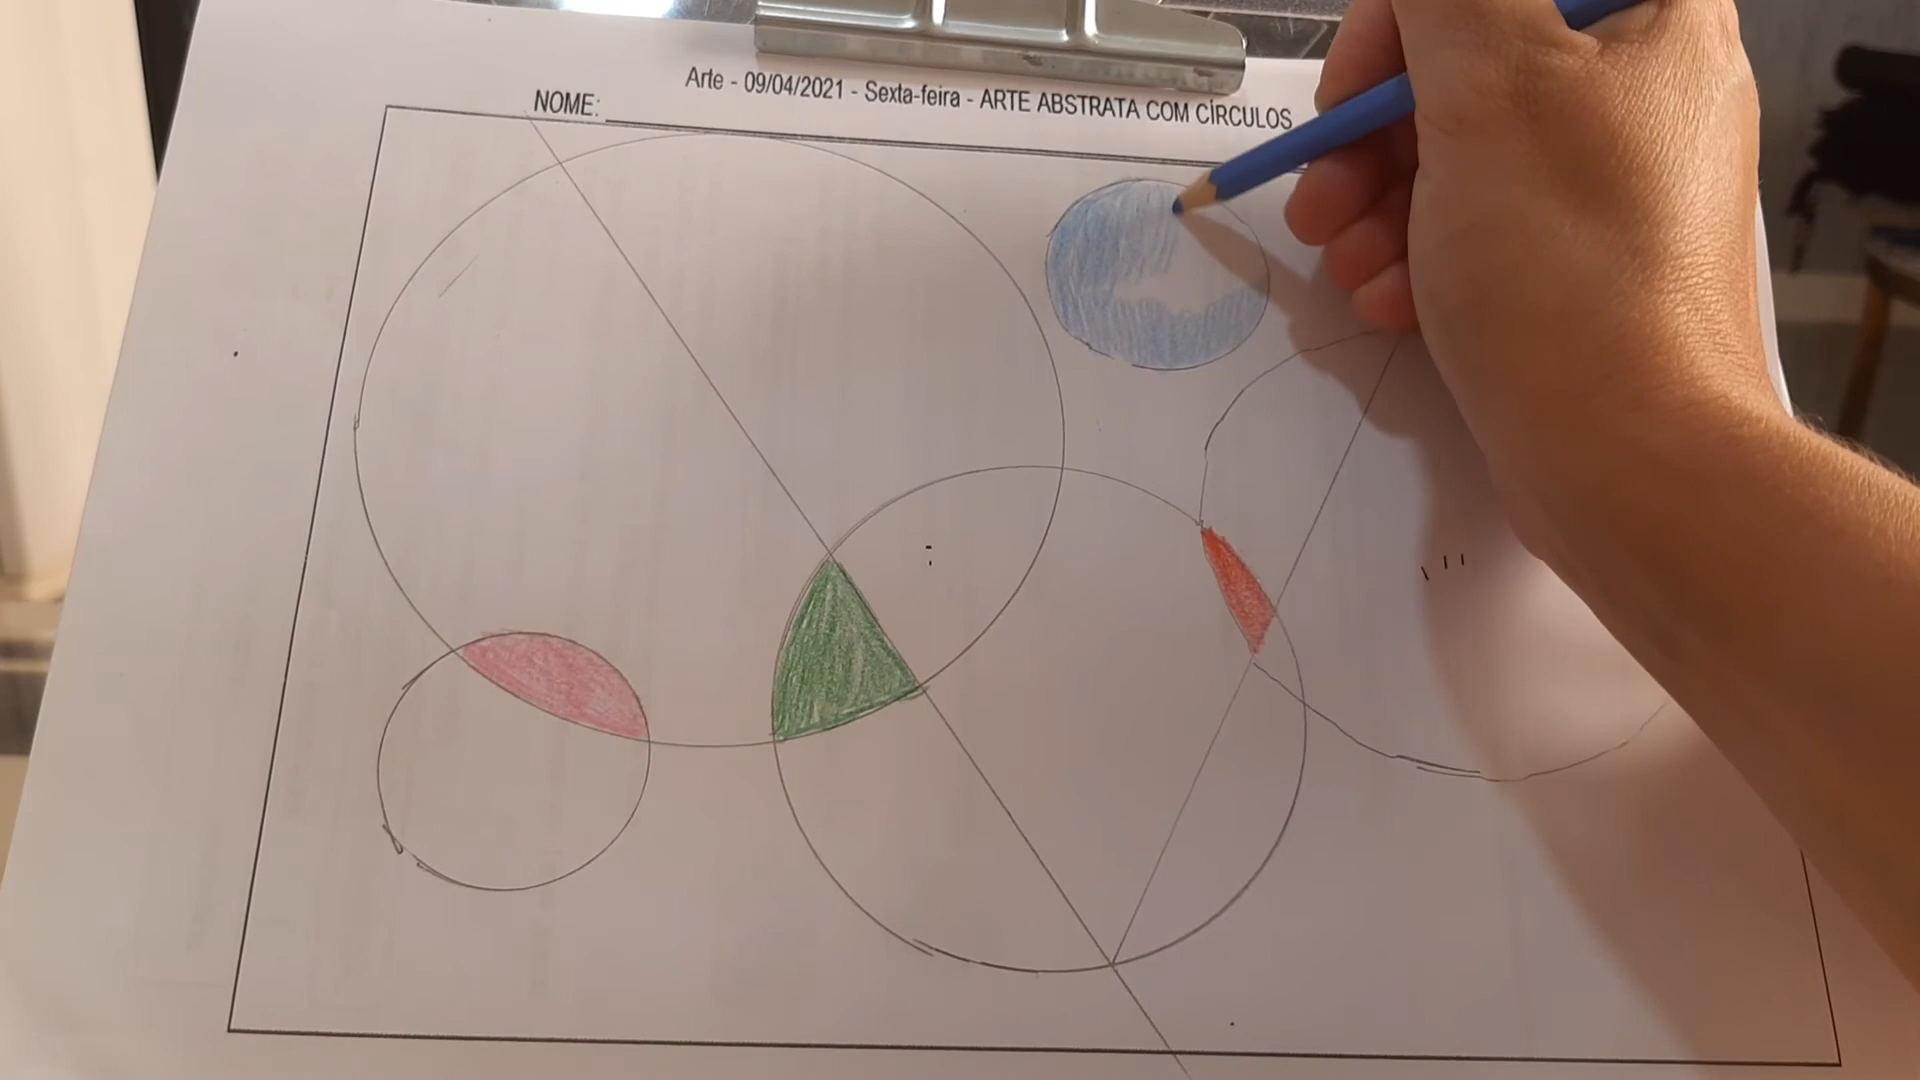 Arte - 09/04/2021 - Sexta-feira - ARTE ABSTRATA COM CÍRCULOS
NOME: